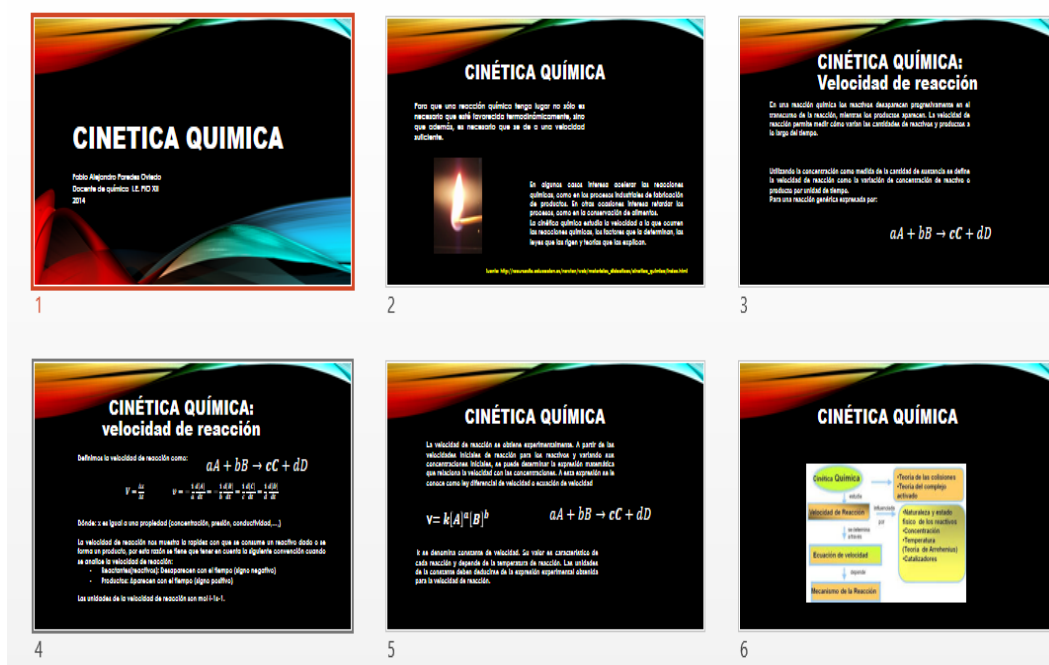 CINETICA QUIMICA
Pablo Alejandro Paredes Oviedo
Docente de química I.E. PIO XII
2014
1
CINÉTICA QUÍMICA
Para que una reacción química tenga lugar no sólo es
necesario que esté favorecida termodinámicamente, sino
que además, es necesario que se de a una velocidad
suficiente.
En algunos casos interesa acelerar las reacciones
químicas, como en los procesos industriales de fabricación
de productos. En otras ocasiones interesa retardar los
procesos, como en la conservación de alimentos.
La cinética química estudia la velocidad a la que ocurren
las reacciones químicas, los factores que la determinan, las
leyes que las rigen y teorías que las explican.
2
CINÉTICA QUÍMICA:
Velocidad de reacción
En una reacción química los reactivos desaparecen progresivamente en el
transcurso de la reacción, mientras los productos aparecen. La velocidad de
reacción permite medir cómo varían las cantidades de reactivos y productos a
lo largo del tiempo.
Utilizando la concentración como medida de la cantidad de sustancia se define
la velocidad de reacción como la variación de concentración de reactivo o
producto por unidad de tiempo.
Para una reacción genérica expresada por:
aA + bB → cC + dD
3
CINÉTICA QUÍMICA:
velocidad de reacción
Definimos la velocidad de reacción como:
aA + bB → cC + dD
Dónde: x es igual a una propiedad (concentración, presión, conductividad,....)
La velocidad de reacción nos muestra la rapidez con que se consume un reactivo dado o se
forma un producto, por esta razón se tiene que tener en cuenta la siguiente convención cuando
se analice la velocidad de reacción:
- Reactantes(reactivos): Desaparecen con el tiempo (signo negativo)
- Productos: Aparecen con el tiempo (signo positivo)
Las unidades de la velocidad de reacción son mol·l-1s-1.
4
CINÉTICA QUÍMICA
La velocidad de reacción se obtiene experimentalmente. A partir de las
velocidades iniciales de reacción para los reactivos y variando sus
concentraciones iniciales, se puede determinar la expresión matemática
que relaciona la velocidad con las concentraciones. A esta expresión se le
conoce como ley diferencial de velocidad o ecuación de velocidad
v= k[A]ᵃ[B]ᵇ
aA + bB → cC + dD
k se denomina constante de velocidad. Su valor es característico de
cada reacción y depende de la temperatura de reacción. Las unidades
de la constante deben deducirse de la expresión experimental obtenida
para la velocidad de reacción.
5
CINÉTICA QUÍMICA
Cinética Química
•Teoría de las colisiones
•Teoría del complejo
activado
estudia
Velocidad de Reacción
influenciada
por
•Naturaleza y estado
físico de los reactivos
•Concentración
•Temperatura
(Teoría de Arrehenius)
•Catalizadores
se determina
a través
Ecuación de velocidad
depende
Mecanismo de la Reacción
6